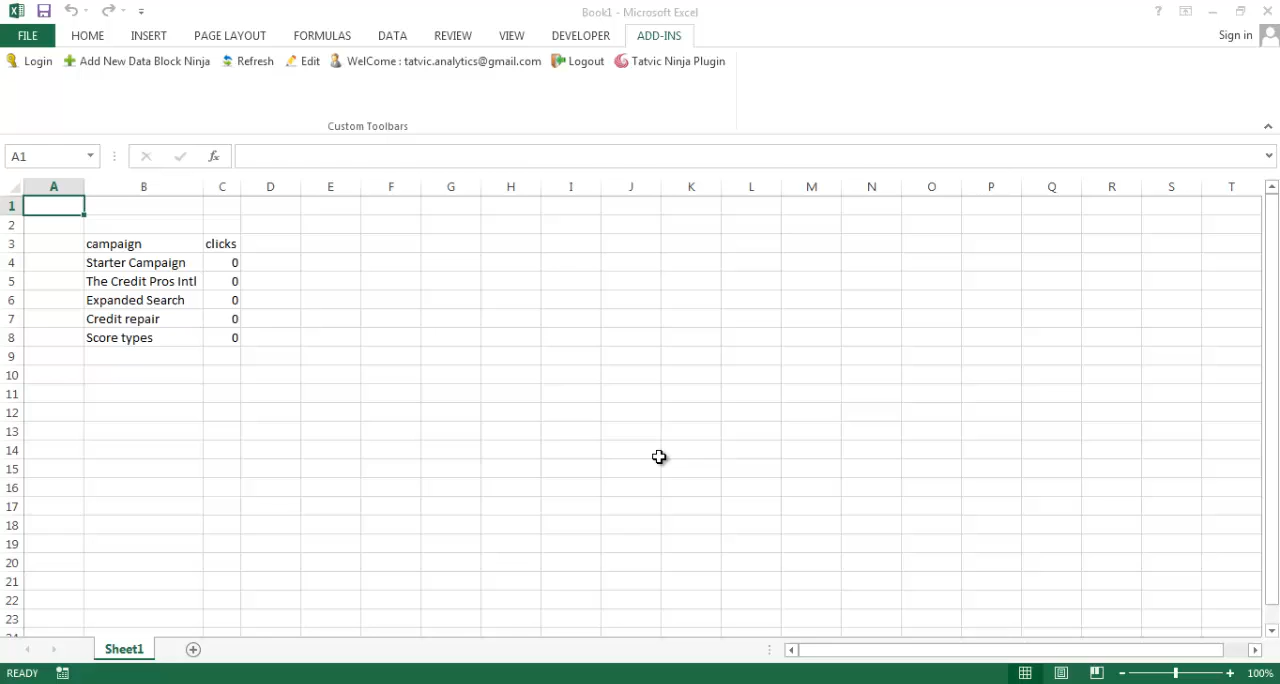 Book1 - Microsoft Excel
?
FILE HOME INSERT PAGE LAYOUT FORMULAS DATA REVIEW VIEW DEVELOPER ADD-INS Sign in
Login Add New Data Block Ninja Refresh Edit WelCome : tatvic.analytics@gmail.com Logout Tatvic Ninja Plugin
Custom Toolbars
A1 fx
A B C D E F G H I J K L M N O P Q R S T
1
2
3 campaign clicks
4 Starter Campaign 0
5 The Credit Pros Intl 0
6 Expanded Search 0
7 Credit repair 0
8 Score types 0
9
10
11
12
13
14
15
16
17
18
19
20
21
22
23
24
Sheet1
READY 100%